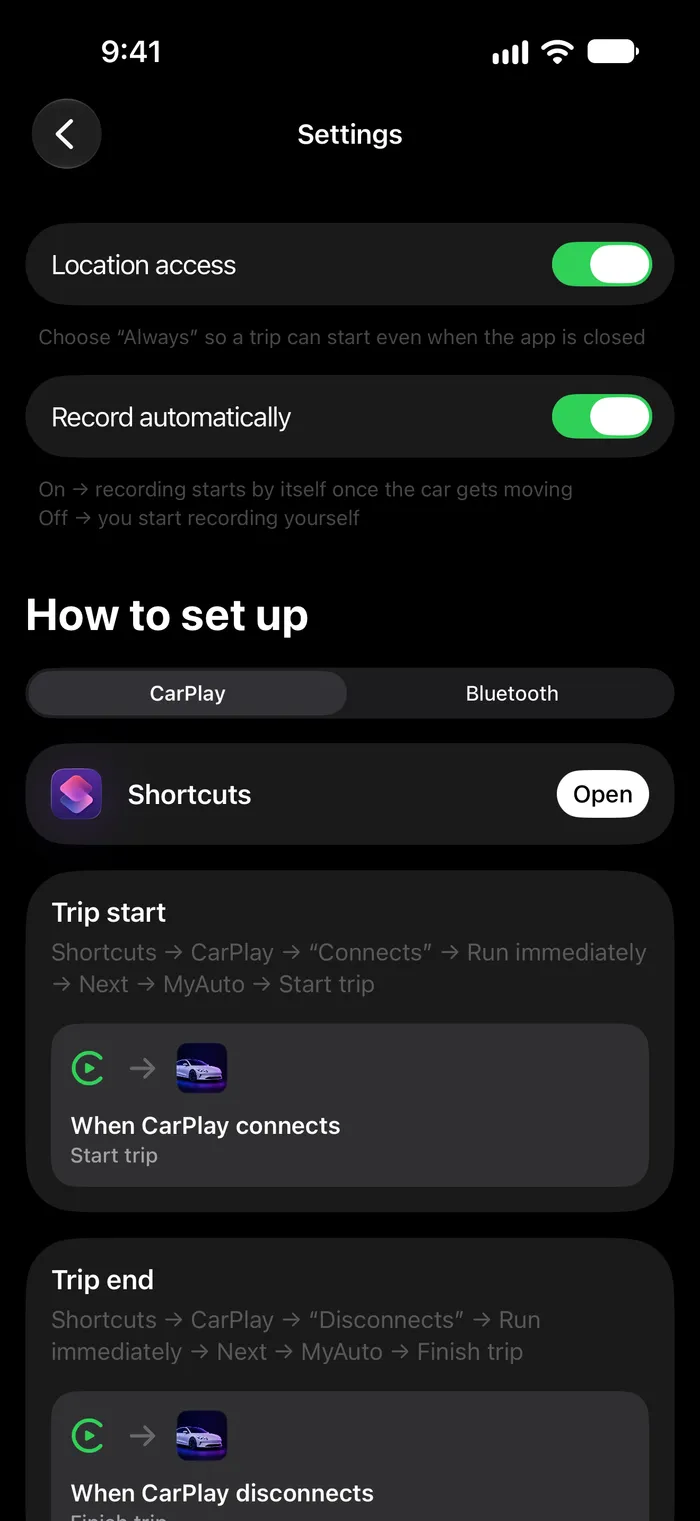 9:41
Settings
Location access
Choose “Always” so a trip can start even when the app is closed
Record automatically
On → recording starts by itself once the car gets moving
Off → you start recording yourself
How to set up
CarPlay
Bluetooth
Shortcuts
Open
Trip start
Shortcuts → CarPlay → “Connects” → Run immediately
→ Next → MyAuto → Start trip
When CarPlay connects
Start trip
Trip end
Shortcuts → CarPlay → “Disconnects” → Run
immediately → Next → MyAuto → Finish trip
When CarPlay disconnects
Finish trip